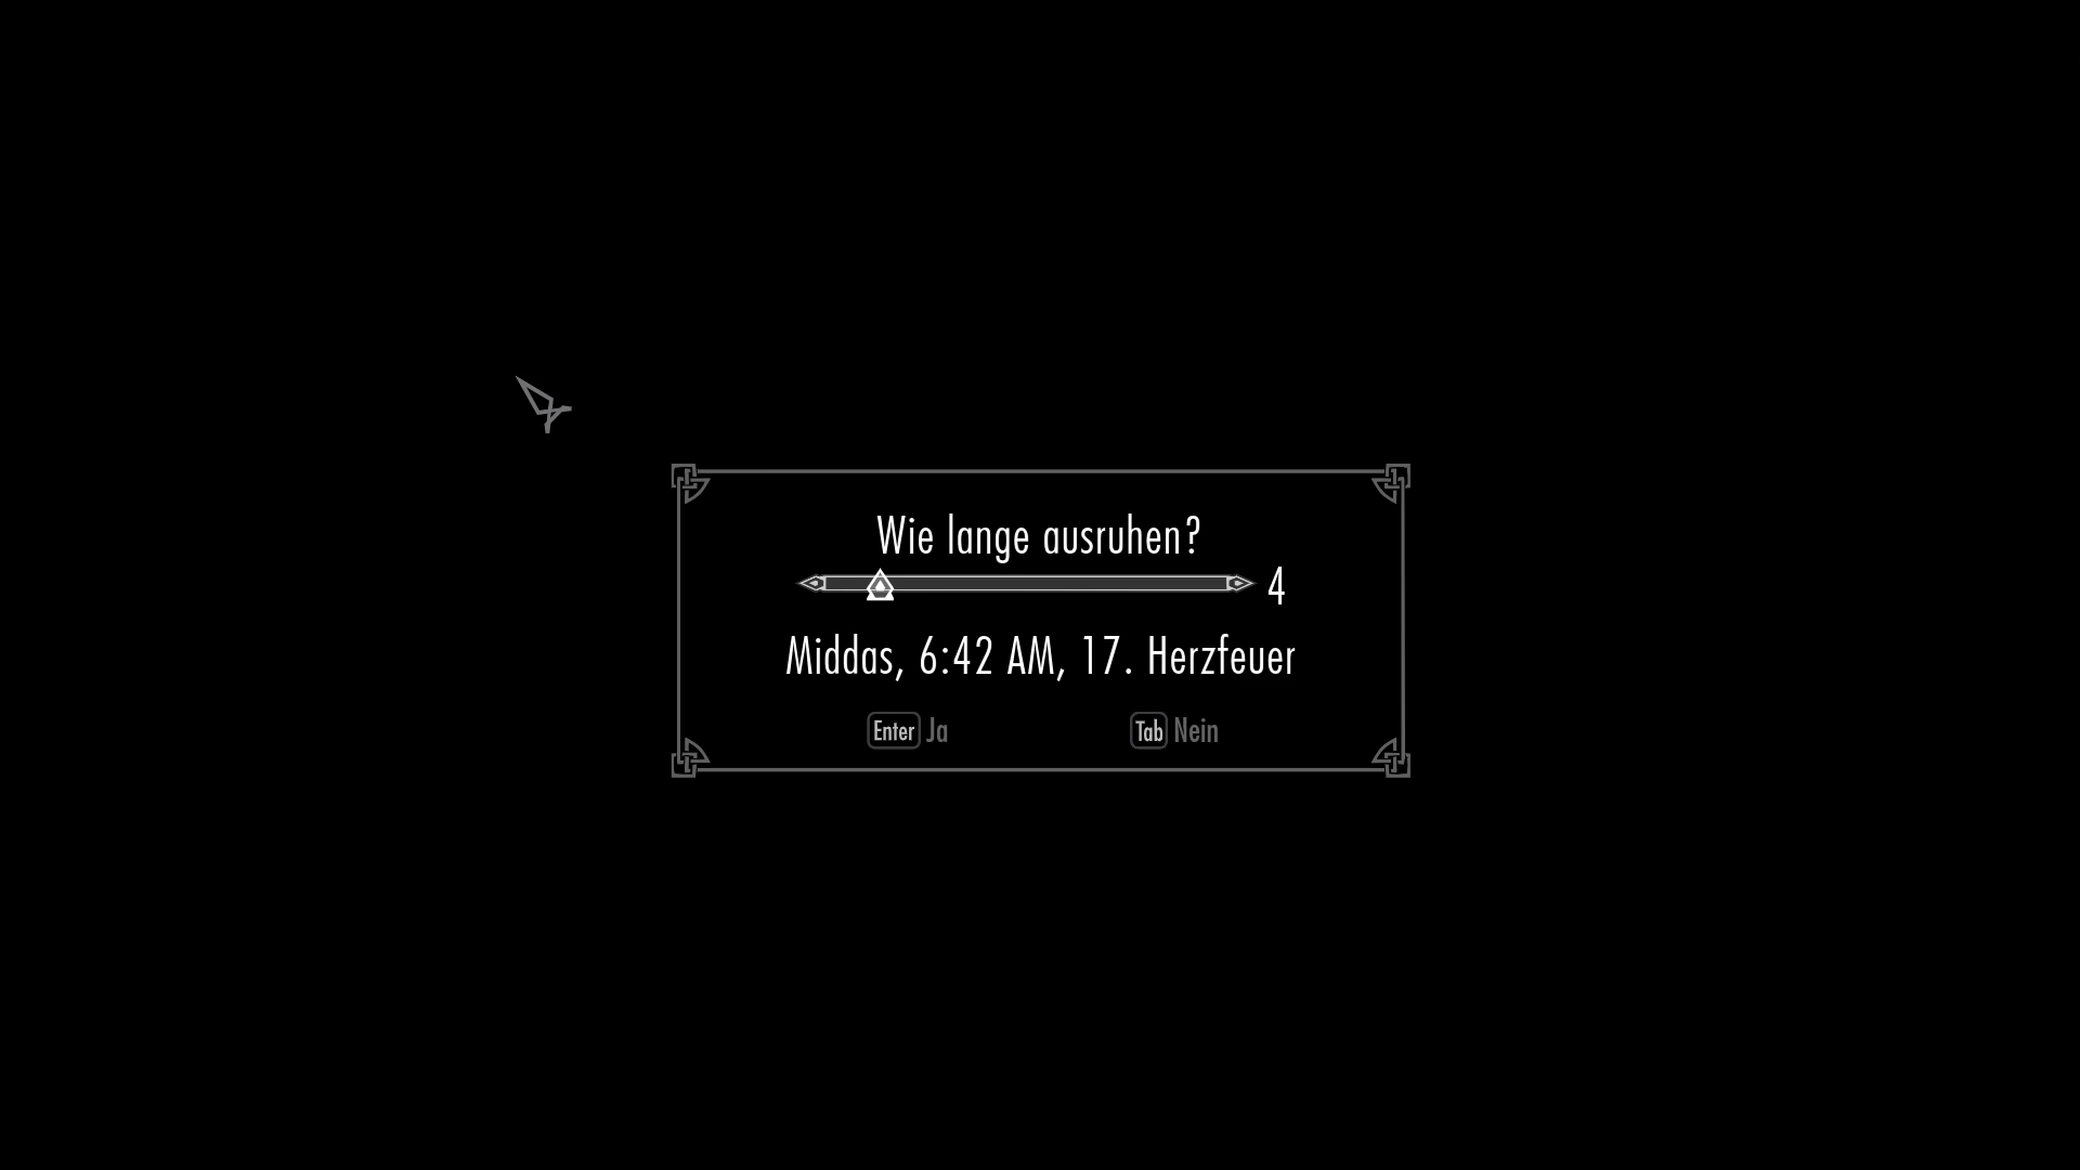 Wie lange ausruhen?
4
Middas, 6:42 AM, 17. Herzfeuer
Enter Ja Tab Nein